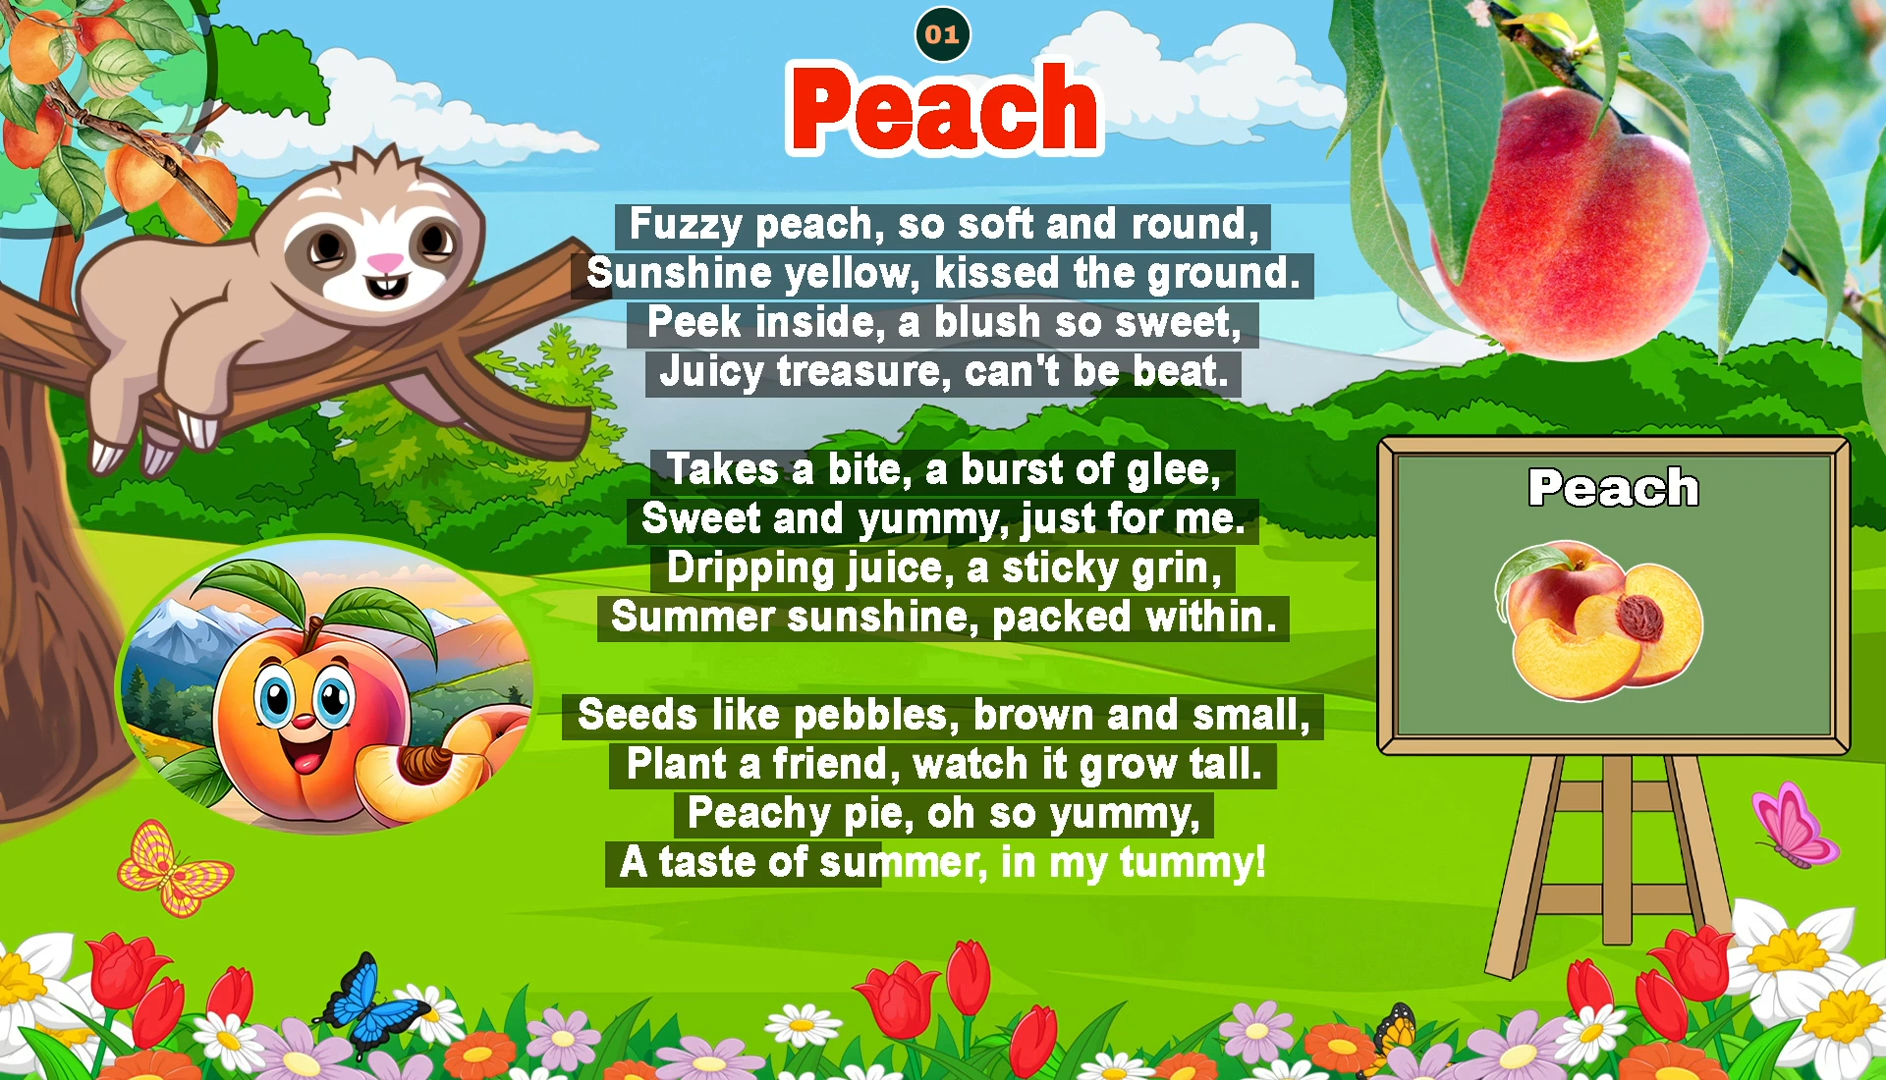 01
Peach
Fuzzy peach, so soft and round,
Sunshine yellow, kissed the ground.
Peek inside, a blush so sweet,
Juicy treasure, can't be beat.
Takes a bite, a burst of glee,
Sweet and yummy, just for me.
Dripping juice, a sticky grin,
Summer sunshine, packed within.
Seeds like pebbles, brown and small,
Plant a friend, watch it grow tall.
Peachy pie, oh so yummy,
A taste of summer, in my tummy!
Peach